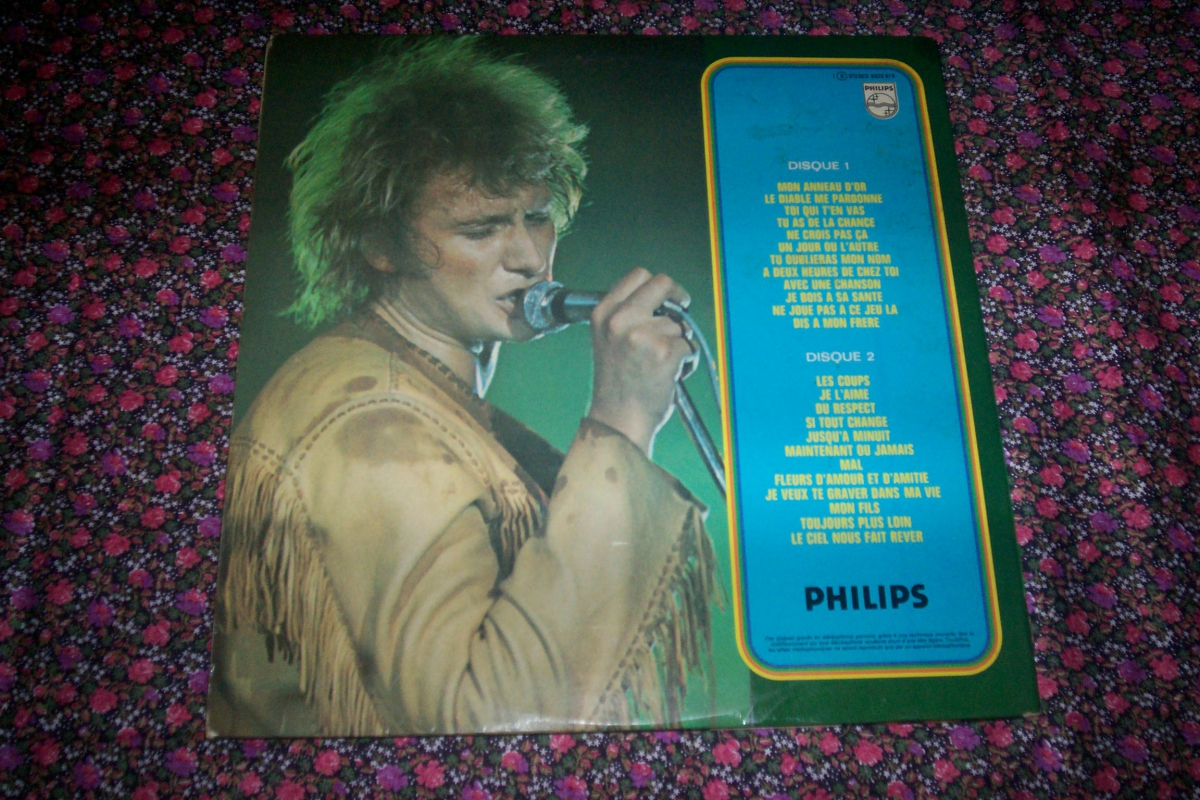 STEREO
PHILIPS
DISQUE 1
MON ANNEAU D'OR
LE DIABLE ME PARDONNE
TOI QUI T'EN VAS
TU AS DE LA CHANCE
NE CROIS PAS ÇA
UN JOUR OU L'AUTRE
TU OUBLIERAS MON NOM
A DEUX HEURES DE CHEZ TOI
AVEC UNE CHANSON
JE BOIS A SA SANTE
NE JOUE PAS A CE JEU LA
DIS A MON FRERE
DISQUE 2
LES COUPS
JE L'AIME
DU RESPECT
SI TOUT CHANGE
JUSQU'A MINUIT
MAINTENANT OU JAMAIS
MAL
FLEURS D'AMOUR ET D'AMITIE
JE VEUX TE GRAVER DANS MA VIE
MON FILS
TOUJOURS PLUS LOIN
LE CIEL NOUS FAIT REVER
PHILIPS